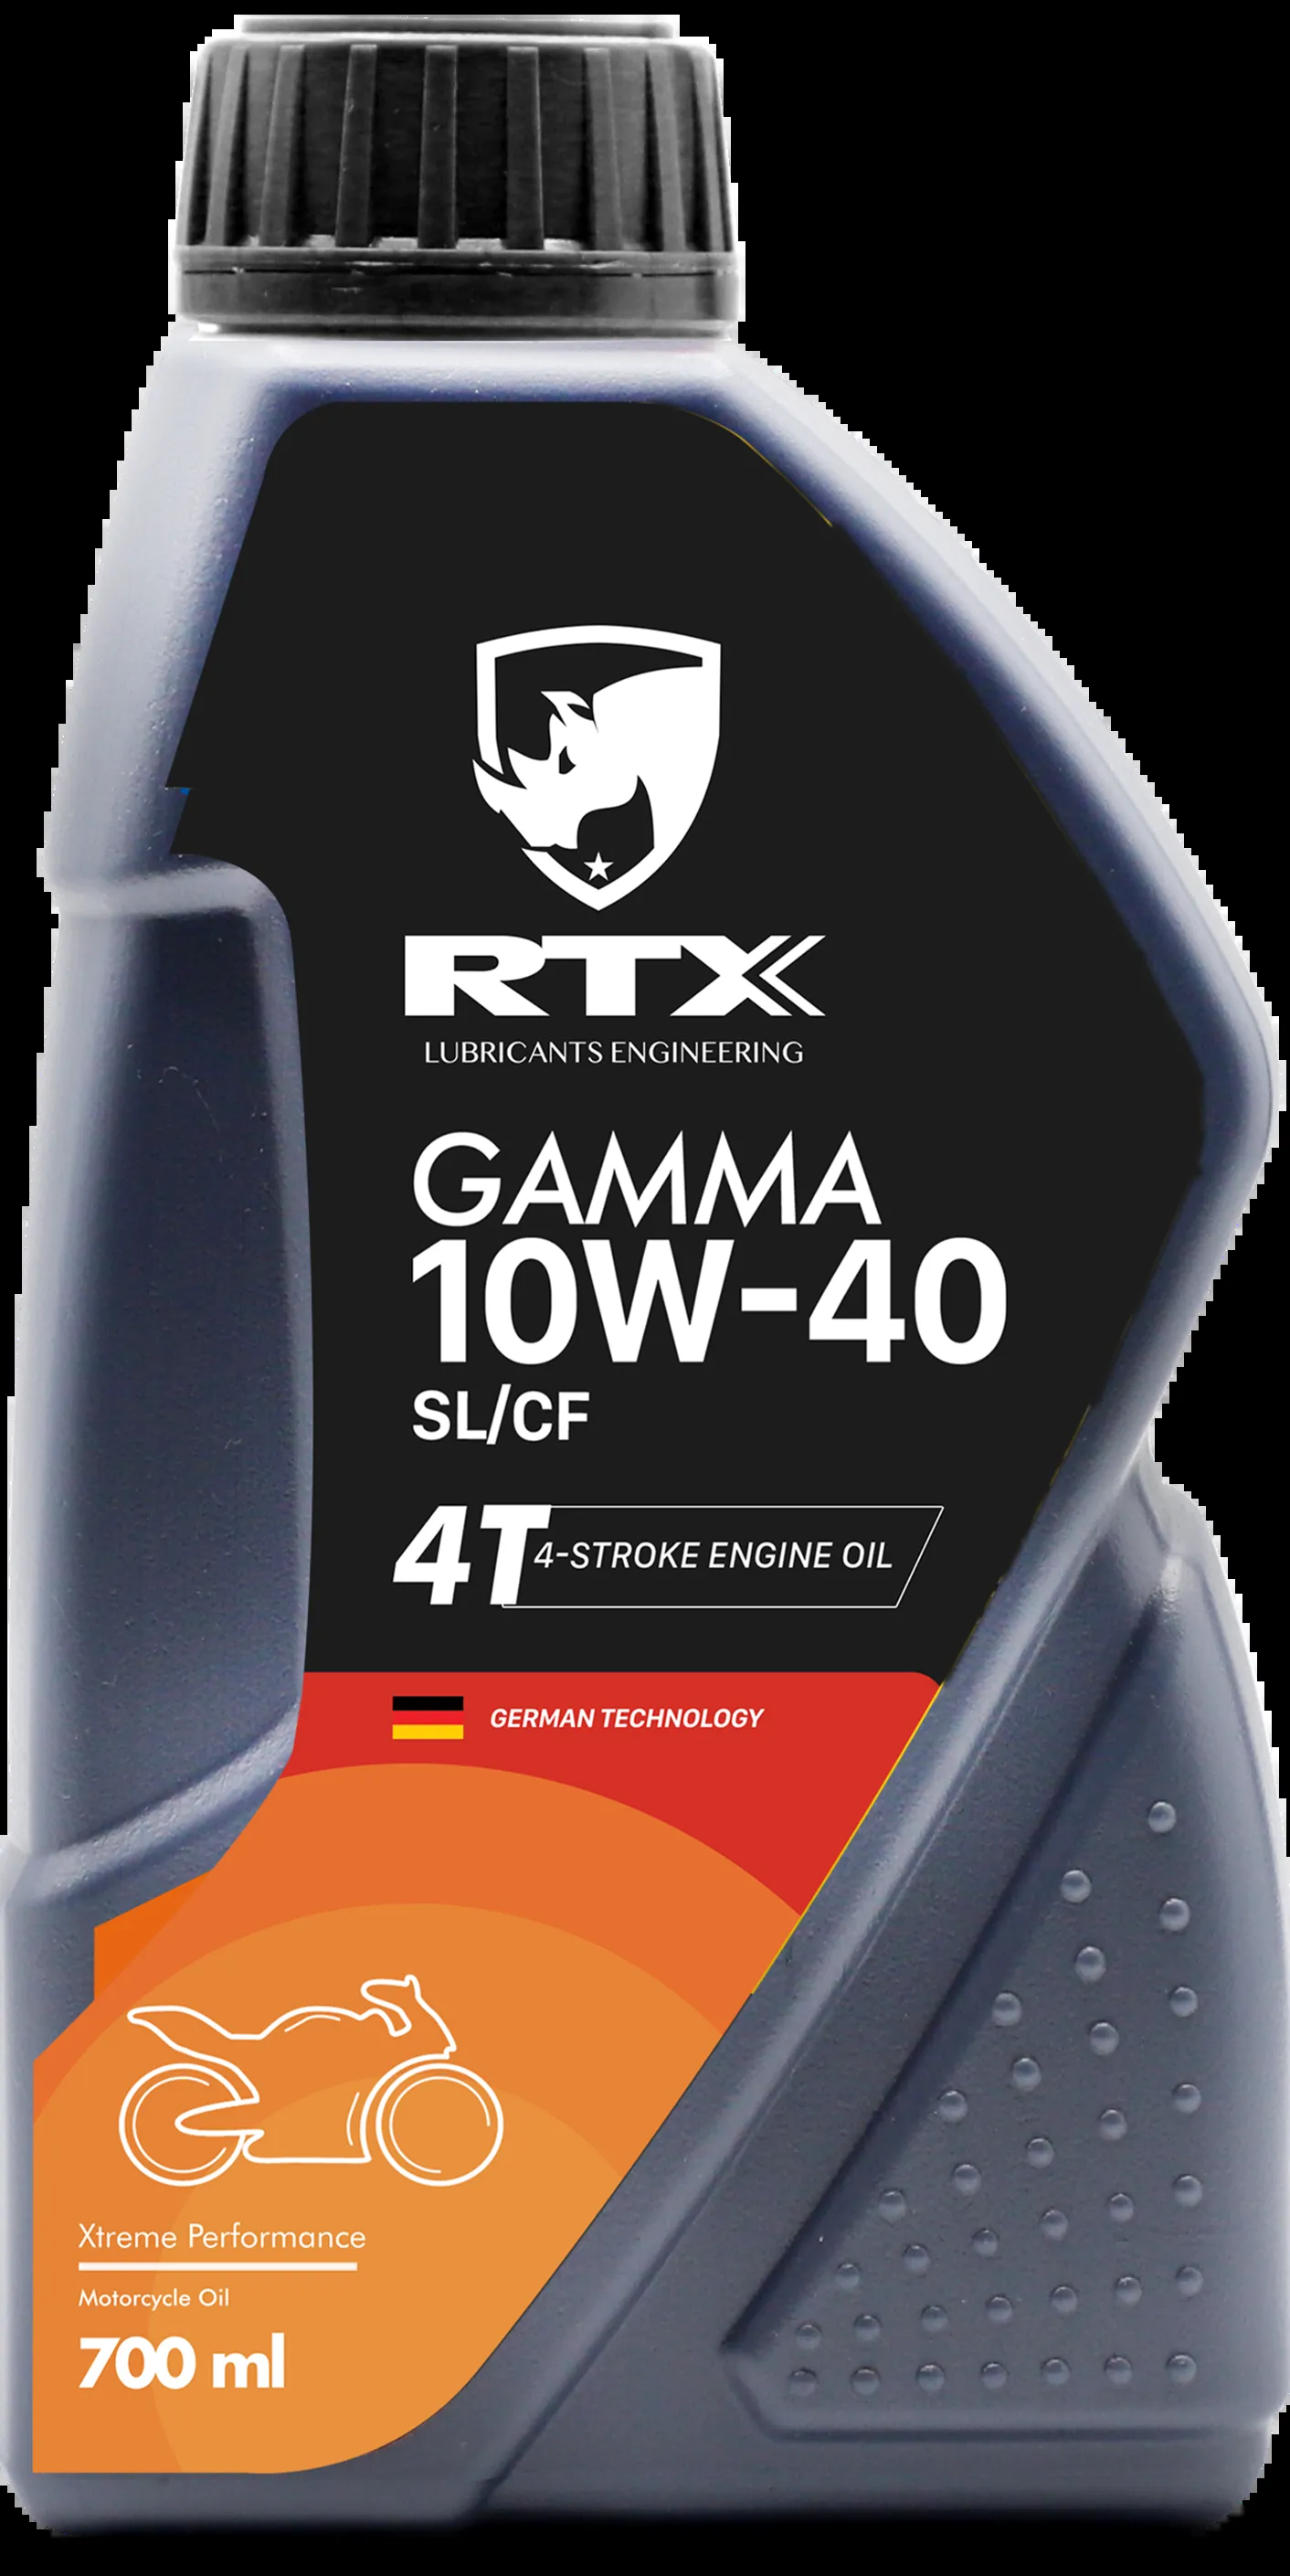 RTX
LUBRICANTS ENGINEERING
GAMMA
10W-40
SL/CF
4T 4-STROKE ENGINE OIL
GERMAN TECHNOLOGY
Xtreme Performance
Motorcycle Oil
700 ml